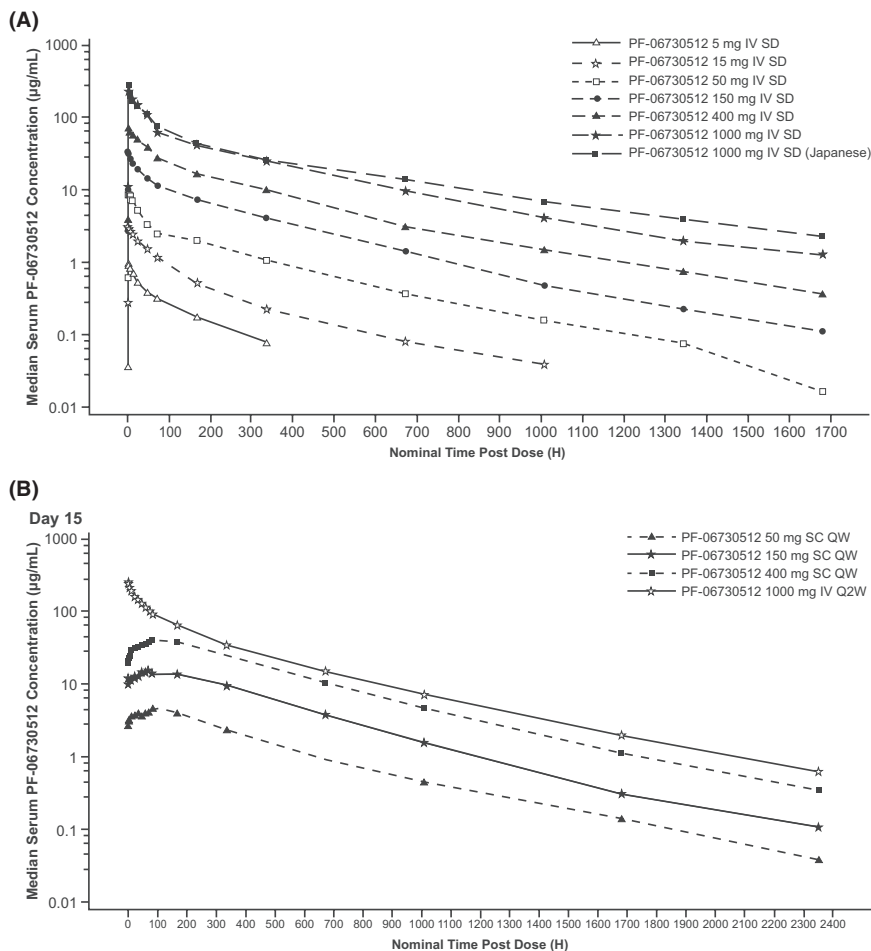 (A)
1000
100
10
1
0.1
0.01
Median Serum PF-06730512 Concentration (µg/mL)
PF-06730512 5 mg IV SD
PF-06730512 15 mg IV SD
PF-06730512 50 mg IV SD
PF-06730512 150 mg IV SD
PF-06730512 400 mg IV SD
PF-06730512 1000 mg IV SD
PF-06730512 1000 mg IV SD (Japanese)
0 100 200 300 400 500 600 700 800 900 1000 1100 1200 1300 1400 1500 1600 1700
Nominal Time Post Dose (H)
(B)
Day 15
1000
100
10
1
0.1
0.01
Median Serum PF-06730512 Concentration (µg/mL)
PF-06730512 50 mg SC QW
PF-06730512 150 mg SC QW
PF-06730512 400 mg SC QW
PF-06730512 1000 mg IV Q2W
0 100 200 300 400 500 600 700 800 900 1000 1100 1200 1300 1400 1500 1600 1700 1800 1900 2000 2100 2200 2300 2400
Nominal Time Post Dose (H)